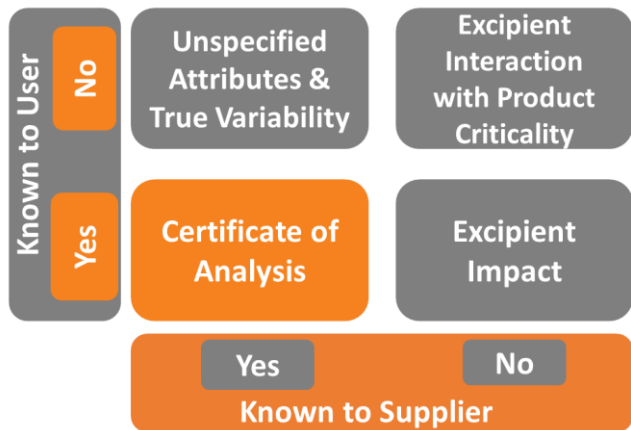 Known to User
No
Yes
Unspecified
Attributes &
True Variability
Excipient
Interaction
with Product
Criticality
Certificate of
Analysis
Excipient
Impact
Yes
No
Known to Supplier